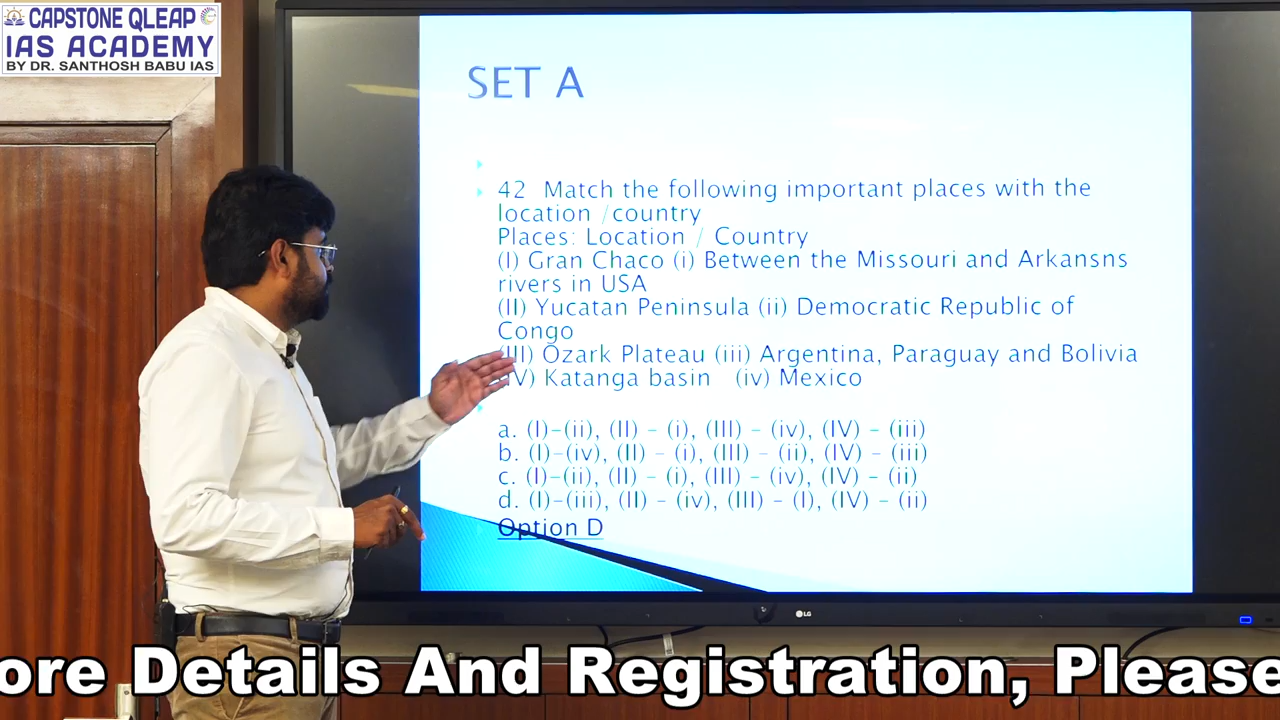 CAPSTONE QLEAP
IAS ACADEMY
BY DR. SANTHOSH BABU IAS
SET A
42 Match the following important places with the
location /country
Places: Location / Country
(I) Gran Chaco (i) Between the Missouri and Arkansns
rivers in USA
(II) Yucatan Peninsula (ii) Democratic Republic of
Congo
(III) Ozark Plateau (iii) Argentina, Paraguay and Bolivia
(IV) Katanga basin (iv) Mexico
a. (I)-(ii), (II) - (i), (III) - (iv), (IV) - (iii)
b. (I)-(iv), (II) - (i), (III) - (ii), (IV) - (iii)
c. (I)-(ii), (II) - (i), (III) - (iv), (IV) - (ii)
d. (I)-(iii), (II) - (iv), (III) - (I), (IV) - (ii)
Option D
LG
ore Details And Registration, Please